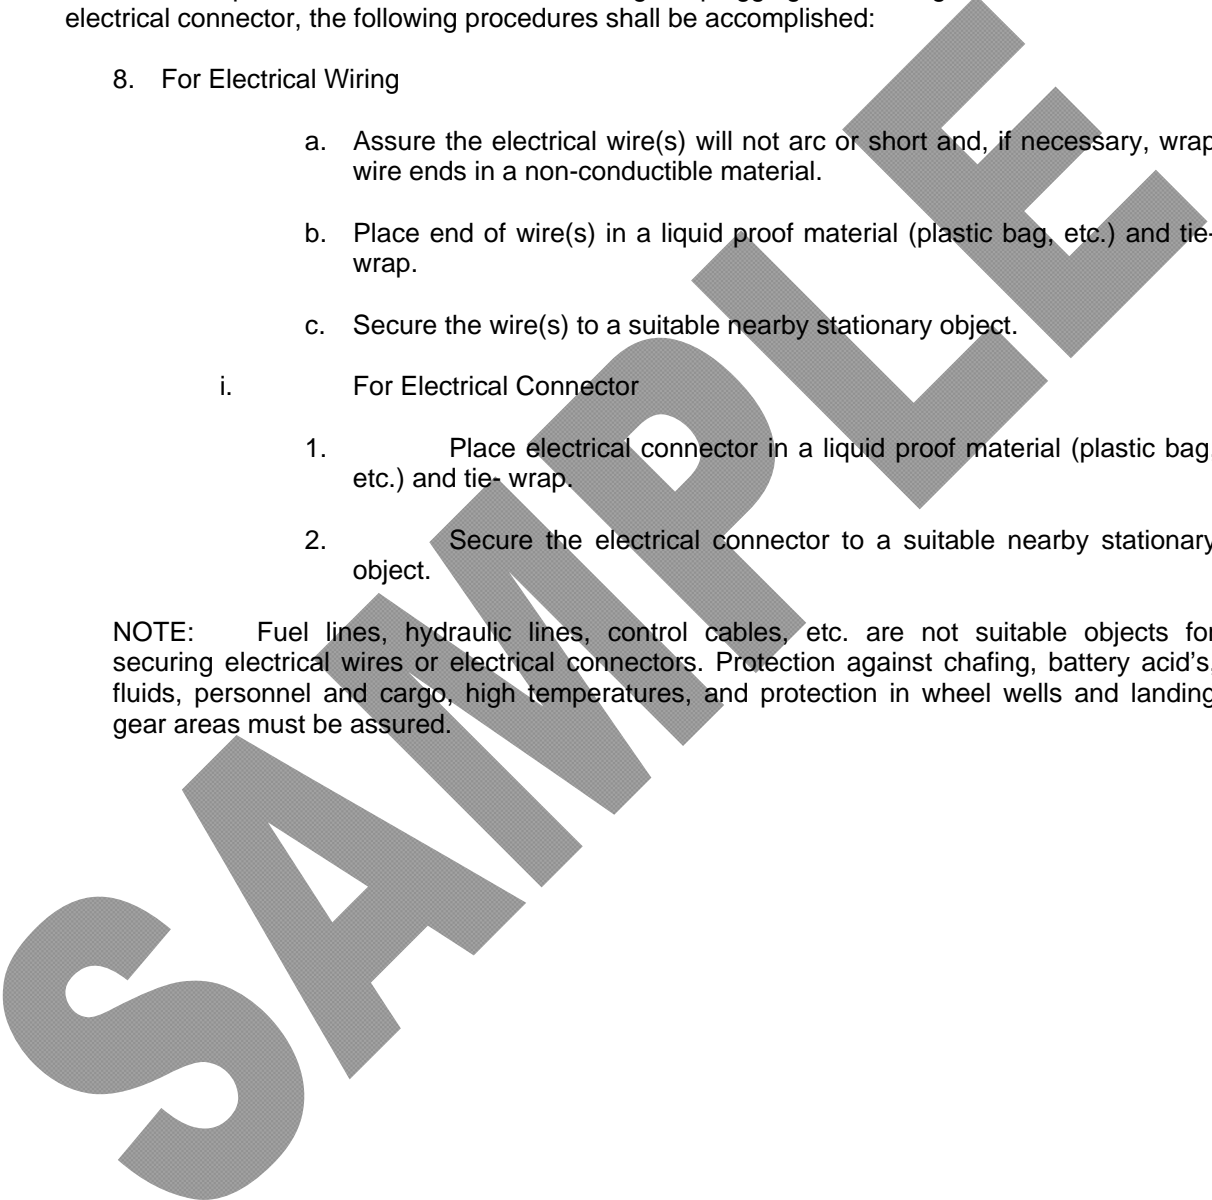 electrical connector, the following procedures shall be accomplished:
8. For Electrical Wiring
a. Assure the electrical wire(s) will not arc or short and, if necessary, wrap
wire ends in a non-conductible material.
b. Place end of wire(s) in a liquid proof material (plastic bag, etc.) and tie-
wrap.
c. Secure the wire(s) to a suitable nearby stationary object.
i. For Electrical Connector
1. Place electrical connector in a liquid proof material (plastic bag,
etc.) and tie- wrap.
2. Secure the electrical connector to a suitable nearby stationary
object.
NOTE: Fuel lines, hydraulic lines, control cables, etc. are not suitable objects for
securing electrical wires or electrical connectors. Protection against chafing, battery acid’s,
fluids, personnel and cargo, high temperatures, and protection in wheel wells and landing
gear areas must be assured.
SAMPLE